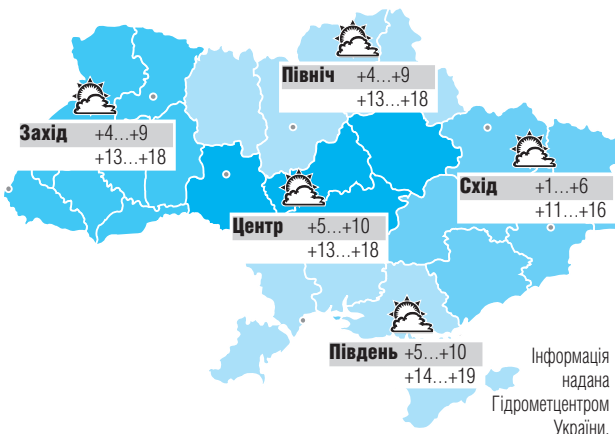 Північ +4...+9
+13...+18
Захід +4...+9
+13...+18
Схід +1...+6
+11...+16
Центр +5...+10
+13...+18
Південь +5...+10
+14...+19
Інформація
надана
Гідрометцентром
України.